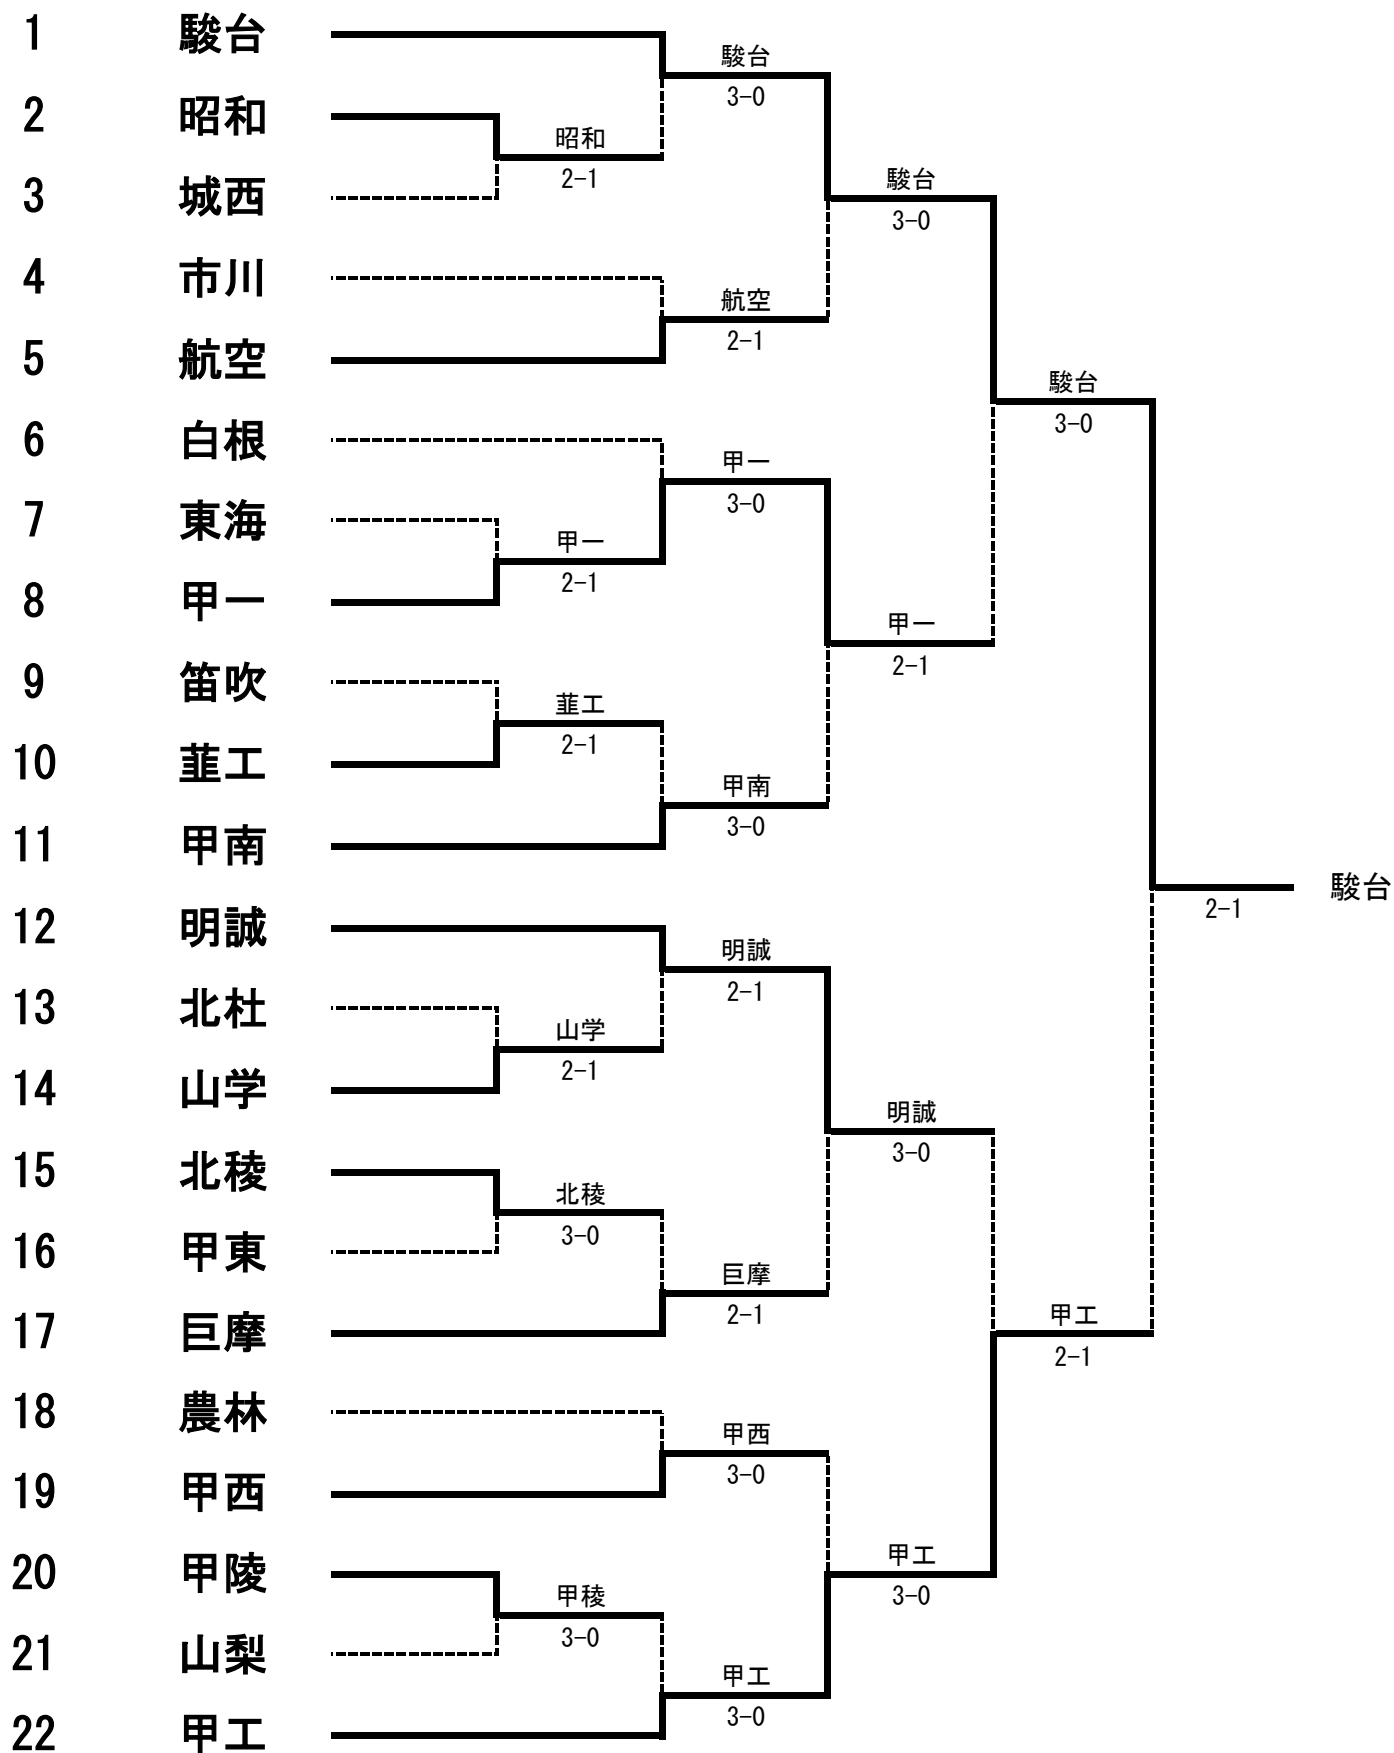 1 駿台
駿台
3-0
2 昭和
昭和
2-1
3 城西
駿台
3-0
4 市川
航空
2-1
5 航空
駿台
3-0
6 白根
甲一
3-0
7 東海
甲一
2-1
8 甲一
甲一
2-1
9 笛吹
韮工
2-1
10 韮工
甲南
3-0
11 甲南
駿台
2-1
12 明誠
明誠
2-1
13 北杜
山学
2-1
14 山学
明誠
3-0
15 北稜
北稜
3-0
16 甲東
巨摩
2-1
17 巨摩
甲工
2-1
18 農林
甲西
3-0
19 甲西
甲工
3-0
20 甲陵
甲稜
3-0
21 山梨
甲工
3-0
22 甲工